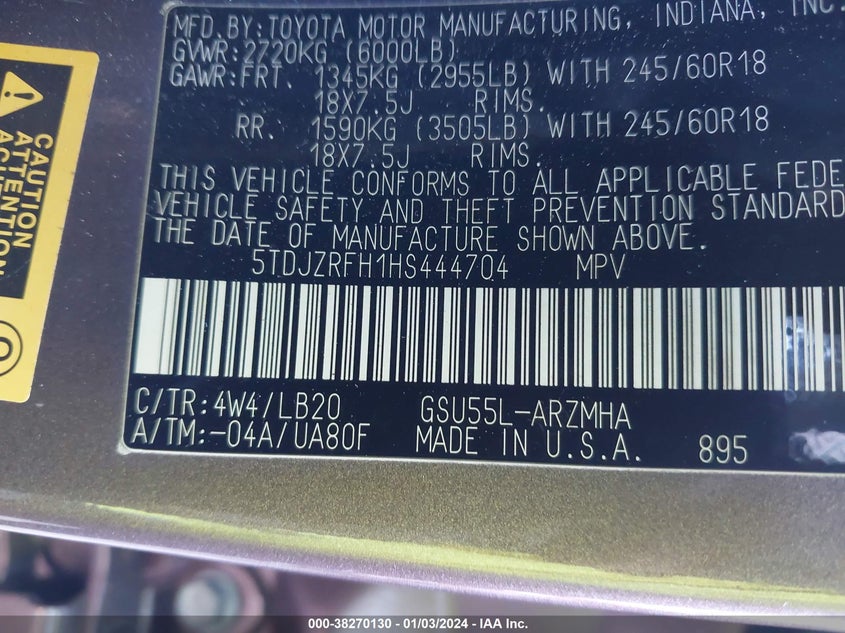 MFD. BY: TOYOTA MOTOR MANUFACTURING, INDIANA, INC.
GVWR: 2720KG (6000LB)
GAWR: FRT. 1345KG (2955LB) WITH 245/60R18
18X7.5J RIMS.
RR. 1590KG (3505LB) WITH 245/60R18
18X7.5J RIMS.
THIS VEHICLE CONFORMS TO ALL APPLICABLE FEDE
VEHICLE SAFETY AND THEFT PREVENTION STANDARD
THE DATE OF MANUFACTURE SHOWN ABOVE.
5TDJZRFH1HS444704 MPV
C/TR: 4W4/LB20 GSU55L-ARZMHA
A/TM: -04A/UA80F MADE IN U.S.A. 895
CAUTION
ATTENTION
ACHTUNG
000-38270130 - 01/03/2024 - IAA Inc.